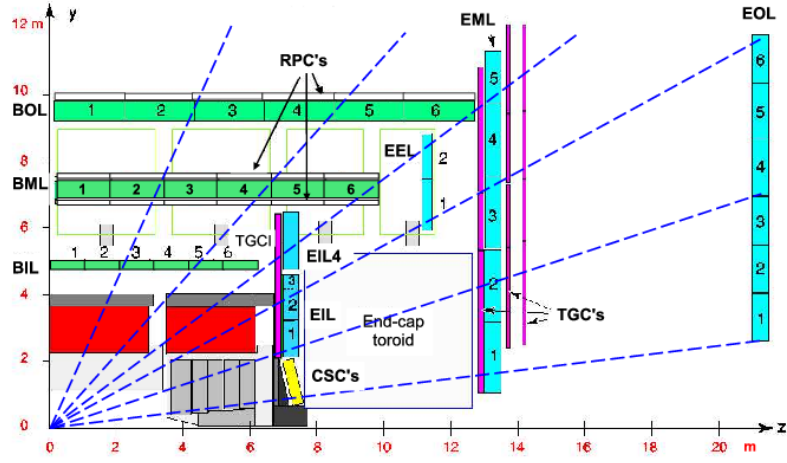 12 m
y
EML
EOL
RPC's
10
BOL
1 2 3 4 5 6
5
6
5
8
EEL
2
4
4
BML
1 2 3 4 5 6
1
6
TGCI
3
3
1 2 3 4 5 6
BIL
EIL4
4
3
2
2
2
EIL
1
End-cap
toroid
TGC's
1
1
2
CSC's
0
z
0 2 4 6 8 10 12 14 16 18 20 m